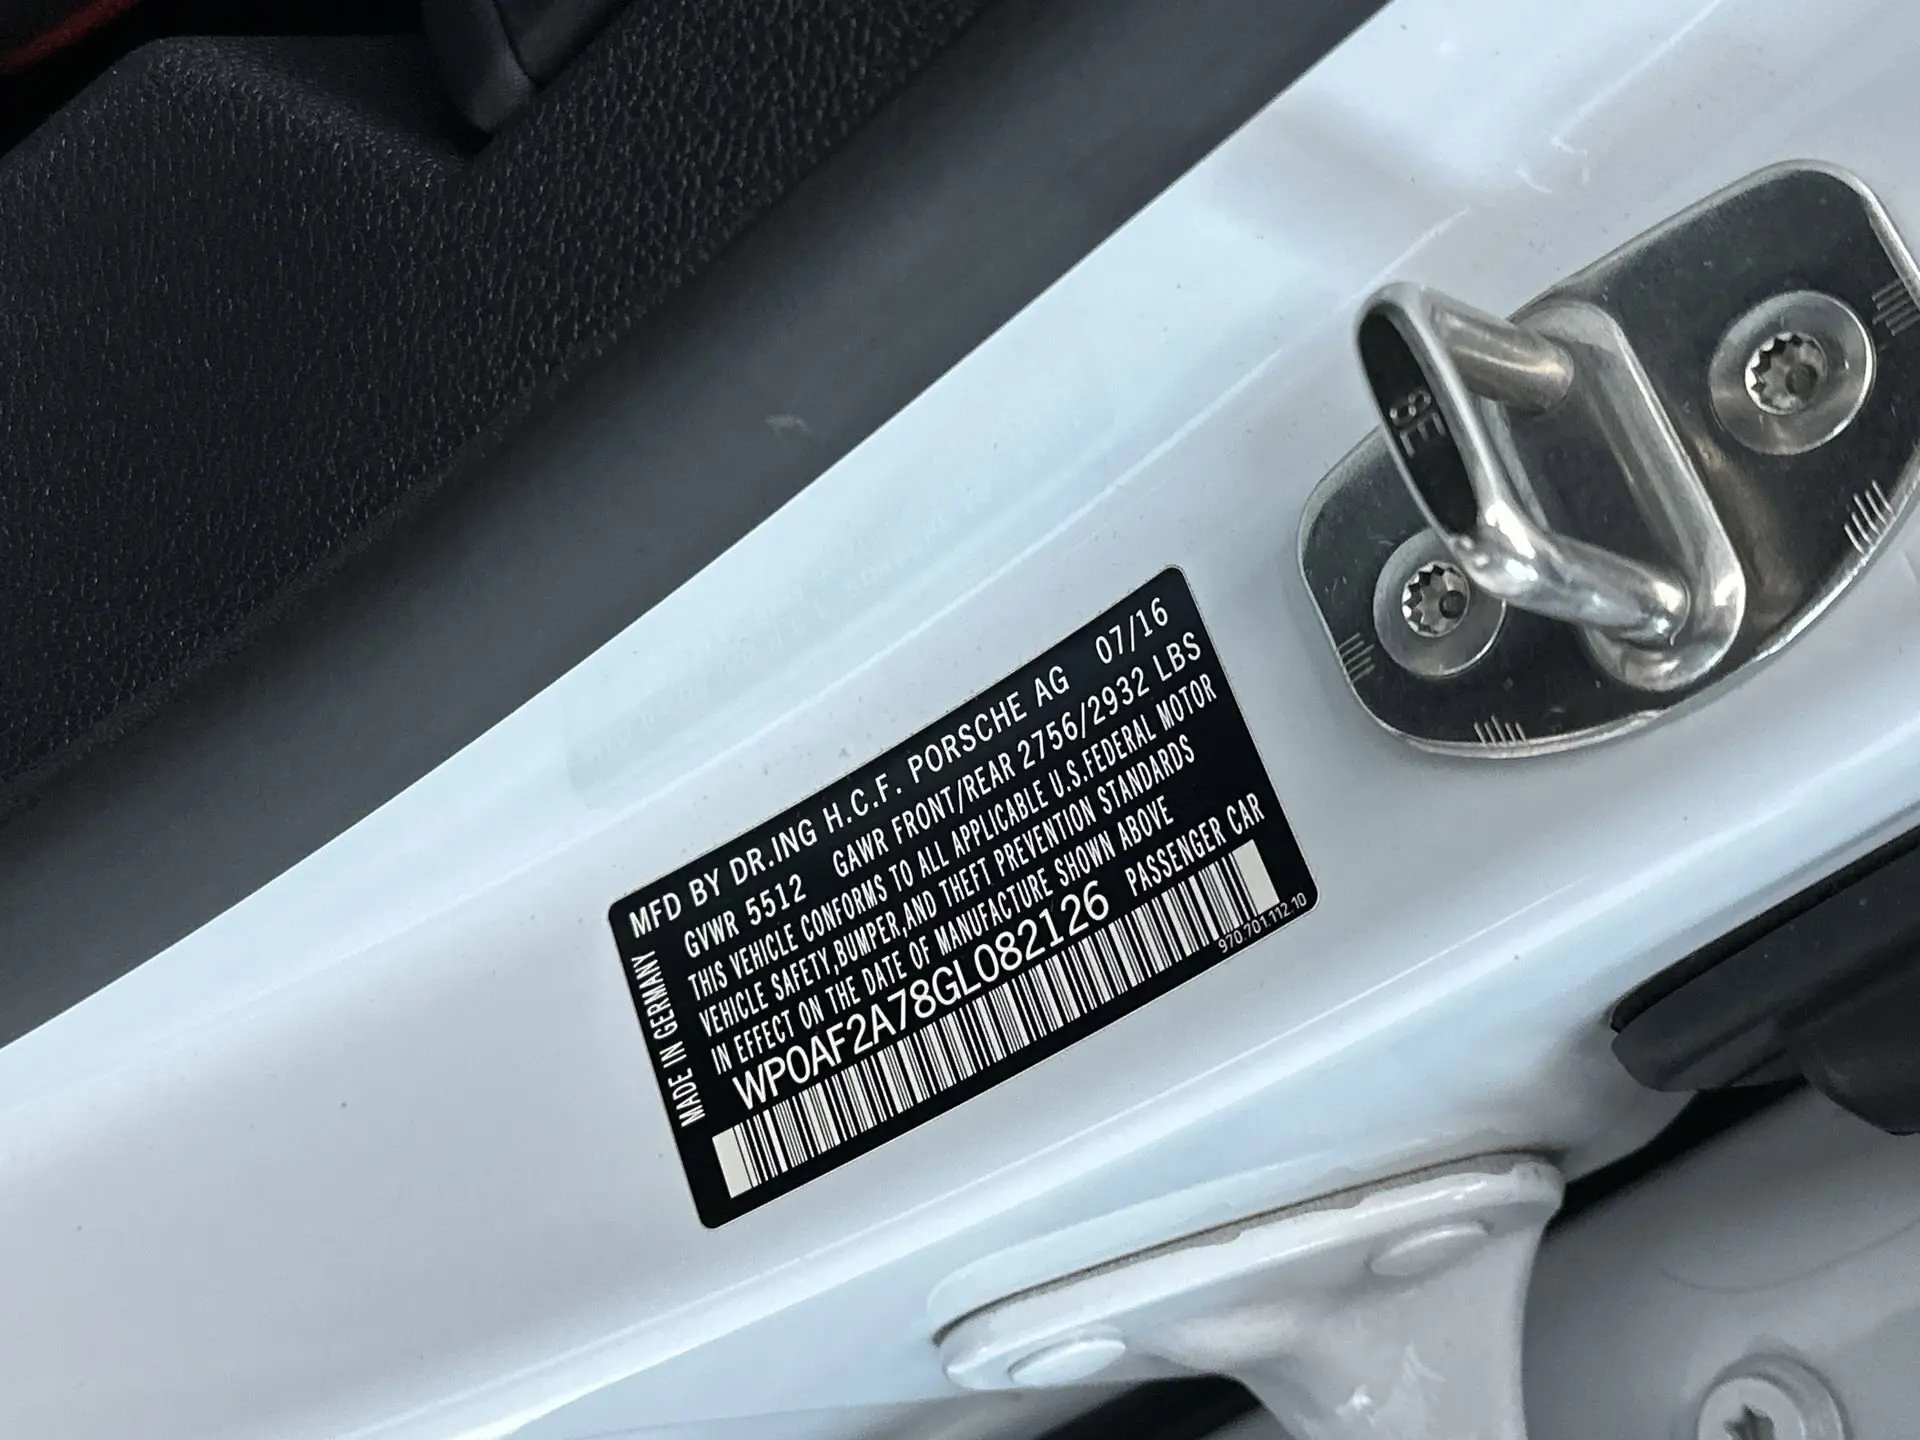 MFD BY DR.ING H.C.F. PORSCHE AG 07/16
GVWR 5512 GAWR FRONT/REAR 2756/2932 LBS
THIS VEHICLE CONFORMS TO ALL APPLICABLE U.S.FEDERAL MOTOR
VEHICLE SAFETY,BUMPER,AND THEFT PREVENTION STANDARDS
IN EFFECT ON THE DATE OF MANUFACTURE SHOWN ABOVE
WP0AF2A78GL082126 PASSENGER CAR
MADE IN GERMANY
970.701.112.10
8E